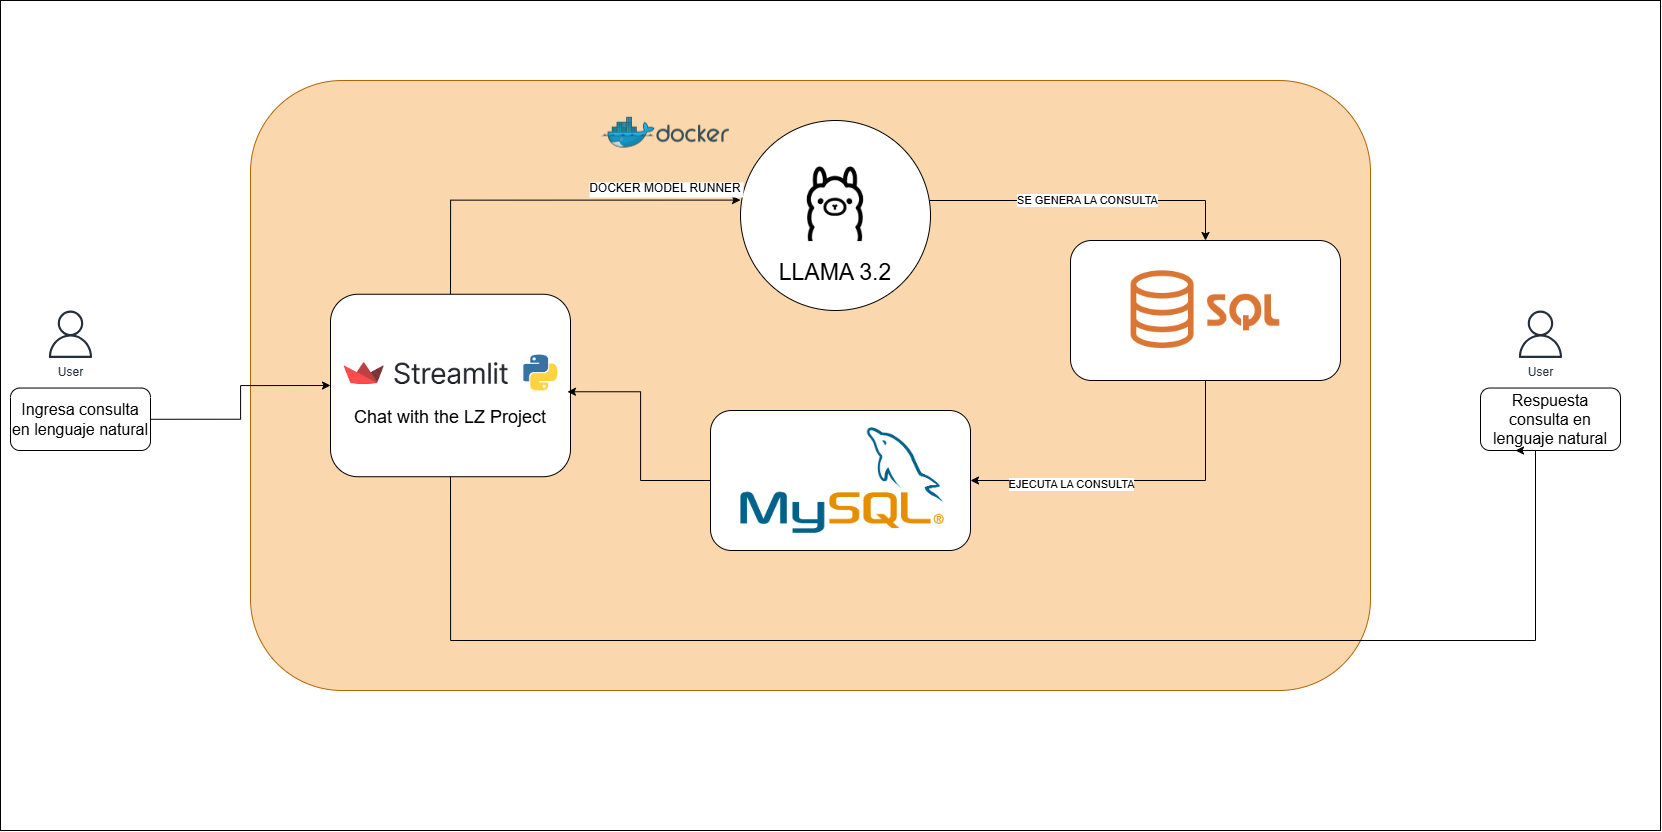 docker
DOCKER MODEL RUNNER
LLAMA 3.2
SE GENERA LA CONSULTA
SQL
User
Ingresa consulta
en lenguaje natural
Streamlit
Chat with the LZ Project
MySQL®
EJECUTA LA CONSULTA
User
Respuesta
consulta en
lenguaje natural